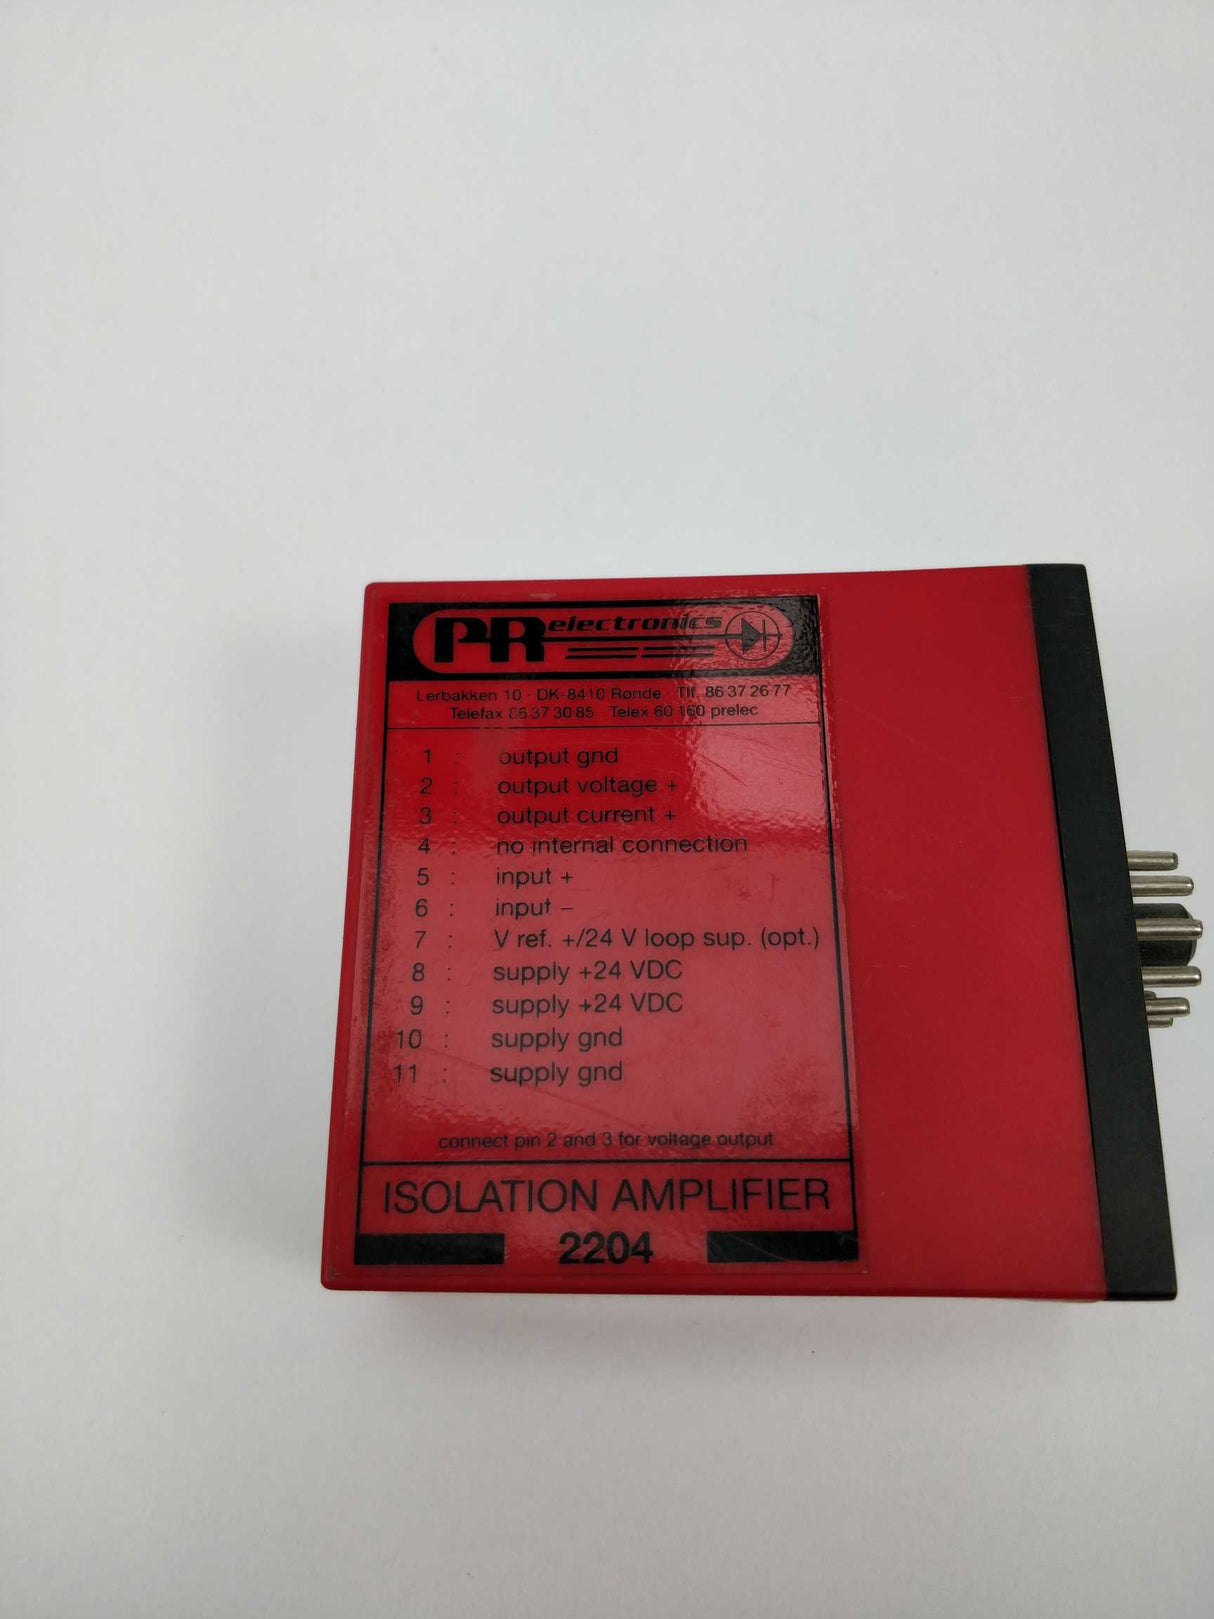 PR electronics
Lerbakken 10 · DK-8410 Rønde · Tlf. 86 37 26 77
Telefax 86 37 30 85 · Telex 60 160 prelec
1 : output gnd
2 : output voltage +
3 : output current +
4 : no internal connection
5 : input +
6 : input –
7 : V ref. +/24 V loop sup. (opt.)
8 : supply +24 VDC
9 : supply +24 VDC
10 : supply gnd
11 : supply gnd
connect pin 2 and 3 for voltage output
ISOLATION AMPLIFIER
2204